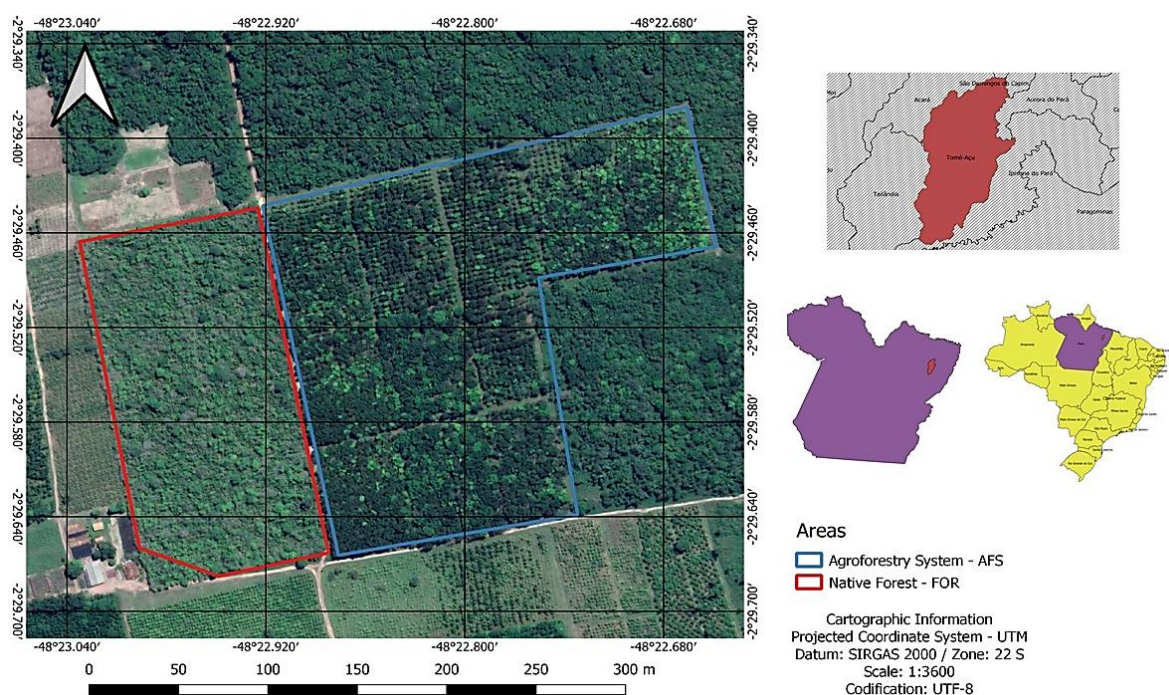 -48°23.040' -48°22.920' -48°22.800' -48°22.680'
-2°29.340' -2°29.340'
-2°29.400' -2°29.400'
-2°29.460' -2°29.460'
-2°29.520' -2°29.520'
-2°29.580' -2°29.580'
-2°29.640' -2°29.640'
-2°29.700' -2°29.700'
-48°23.040' -48°22.920' -48°22.800' -48°22.680'
0 50 100 150 200 250 300 m
São Domingos do Capim
Acará
Aurora do Pará
Tomé-Açu
Ipixuna do Pará
Tailândia
Paragominas
Areas
Agroforestry System - AFS
Native Forest - FOR
Cartographic Information
Projected Coordinate System - UTM
Datum: SIRGAS 2000 / Zone: 22 S
Scale: 1:3600
Codification: UTF-8